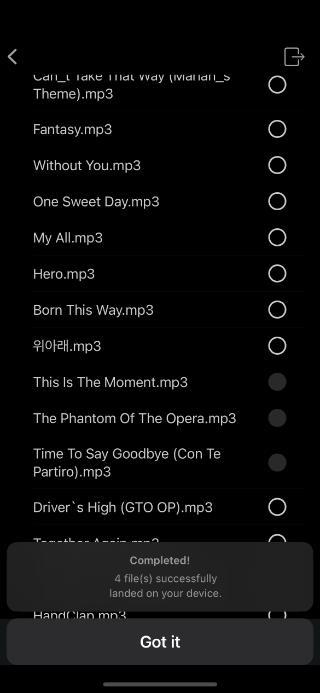 Can_t Take That Way (Mariah_s
Theme).mp3
Fantasy.mp3
Without You.mp3
One Sweet Day.mp3
My All.mp3
Hero.mp3
Born This Way.mp3
위아래.mp3
This Is The Moment.mp3
The Phantom Of The Opera.mp3
Time To Say Goodbye (Con Te
Partiro).mp3
Driver`s High (GTO OP).mp3
Together Again.mp3
Completed!
4 file(s) successfully
landed on your device.
HandClap.mp3
Got it